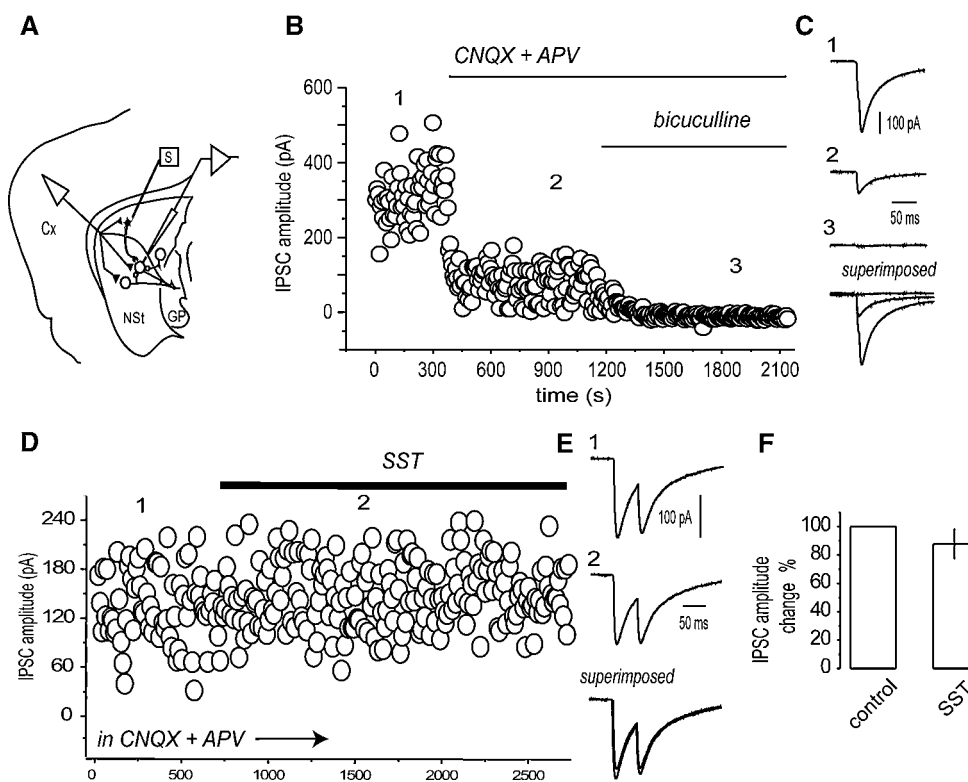 A
S
Cx
NSt
GP
B
CNQX + APV
bicuculline
1
2
3
600
400
200
0
IPSC amplitude (pA)
0 300 600 900 1200 1500 1800 2100
time (s)
C
1
100 pA
2
50 ms
3
superimposed
D
SST
1
2
240
180
120
60
0
IPSC amplitude (pA)
in CNQX + APV
0 500 1000 1500 2000 2500
E
1
100 pA
2
50 ms
superimposed
F
100
80
60
40
20
0
IPSC amplitude
change %
control
SST